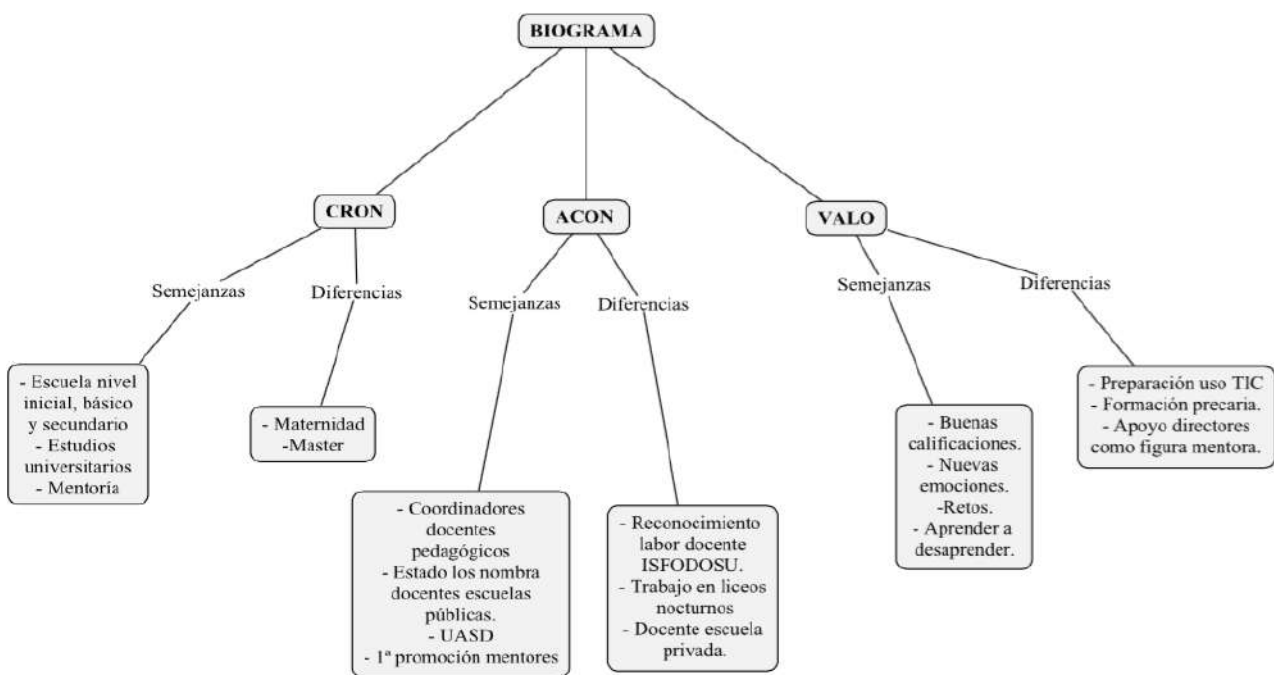 BIOGRAMA
CRON
ACON
VALO
Semejanzas
Diferencias
Semejanzas
Diferencias
Semejanzas
Diferencias
- Escuela nivel
inicial, básico
y secundario
- Estudios
universitarios
- Mentoría
- Maternidad
-Master
- Coordinadores
docentes
pedagógicos
- Estado los nombra
docentes escuelas
públicas.
- UASD
- 1ª promoción mentores
- Reconocimiento
labor docente
ISFODOSU.
- Trabajo en liceos
nocturnos
- Docente escuela
privada.
- Buenas
calificaciones.
- Nuevas
emociones.
-Retos.
- Aprender a
desaprender.
- Preparación uso TIC
- Formación precaria.
- Apoyo directores
como figura mentora.